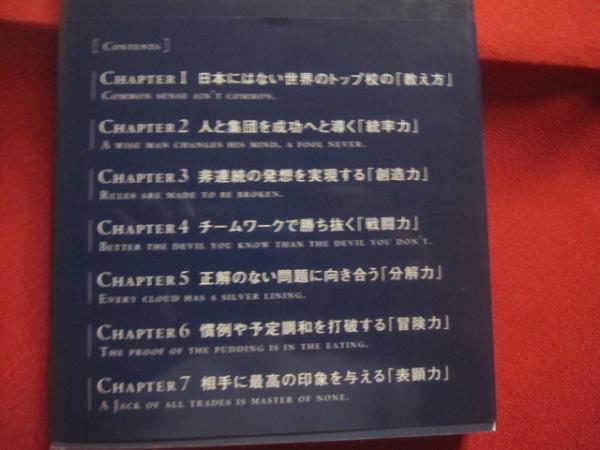 [CONTENTS]
CHAPTER 1 日本にはない世界のトップ校の「教え方」
COMMON SENSE AIN'T COMMON.
CHAPTER 2 人と集団を成功へと導く「統率力」
A WISE MAN CHANGES HIS MIND, A FOOL NEVER.
CHAPTER 3 非連続の発想を実現する「創造力」
RULES ARE MADE TO BE BROKEN.
CHAPTER 4 チームワークで勝ち抜く「戦闘力」
BETTER THE DEVIL YOU KNOW THAN THE DEVIL YOU DON'T.
CHAPTER 5 正解のない問題に向き合う「分解力」
EVERY CLOUD HAS A SILVER LINING.
CHAPTER 6 慣例や予定調和を打破する「冒険力」
THE PROOF OF THE PUDDING IS IN THE EATING.
CHAPTER 7 相手に最高の印象を与える「表顕力」
A JACK OF ALL TRADES IS MASTER OF NONE.